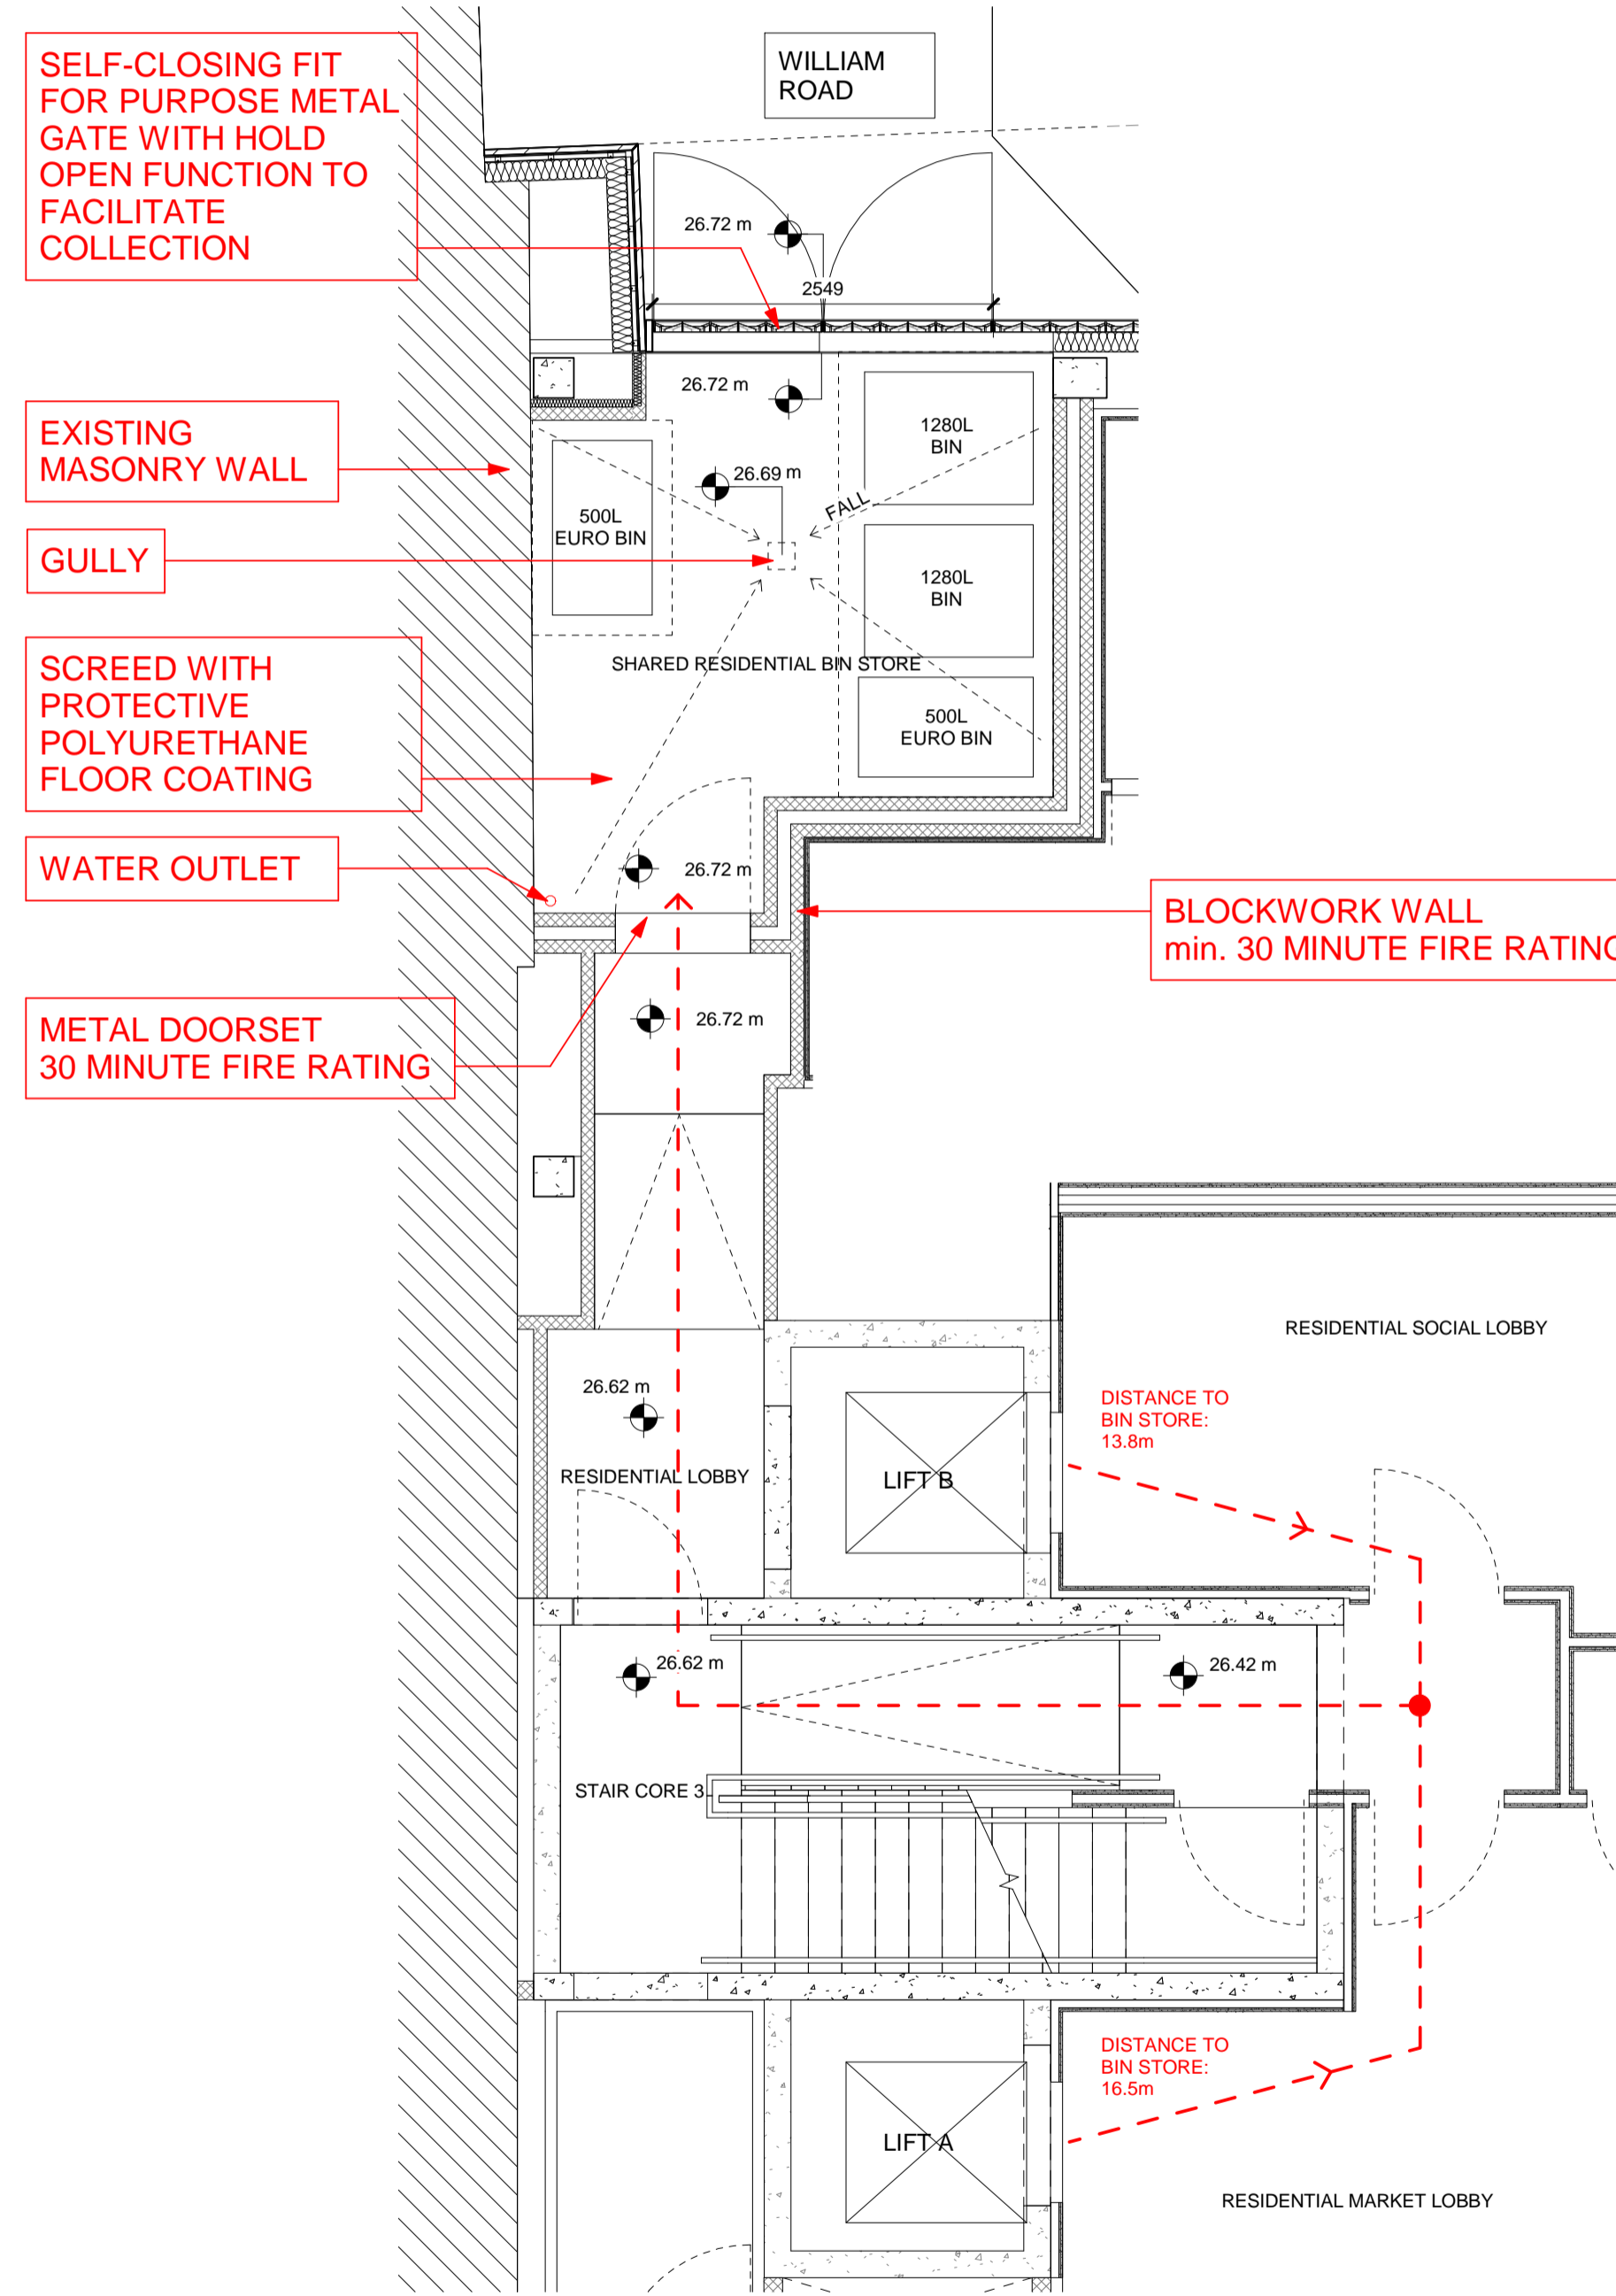 SELF-CLOSING FIT
FOR PURPOSE METAL
GATE WITH HOLD
OPEN FUNCTION TO
FACILITATE
COLLECTION
WILLIAM
ROAD
26.72 m
2549
26.72 m
EXISTING
MASONRY WALL
1280L
BIN
26.69 m
FALL
500L
EURO BIN
GULLY
1280L
BIN
SHARED RESIDENTIAL BIN STORE
SCREED WITH
PROTECTIVE
POLYURETHANE
FLOOR COATING
500L
EURO BIN
WATER OUTLET
26.72 m
BLOCKWORK WALL
min. 30 MINUTE FIRE RATING
METAL DOORSET
30 MINUTE FIRE RATING
26.72 m
RESIDENTIAL SOCIAL LOBBY
26.62 m
DISTANCE TO
BIN STORE:
13.8m
RESIDENTIAL LOBBY
LIFT B
26.62 m
26.42 m
STAIR CORE 3
DISTANCE TO
BIN STORE:
16.5m
LIFT A
RESIDENTIAL MARKET LOBBY